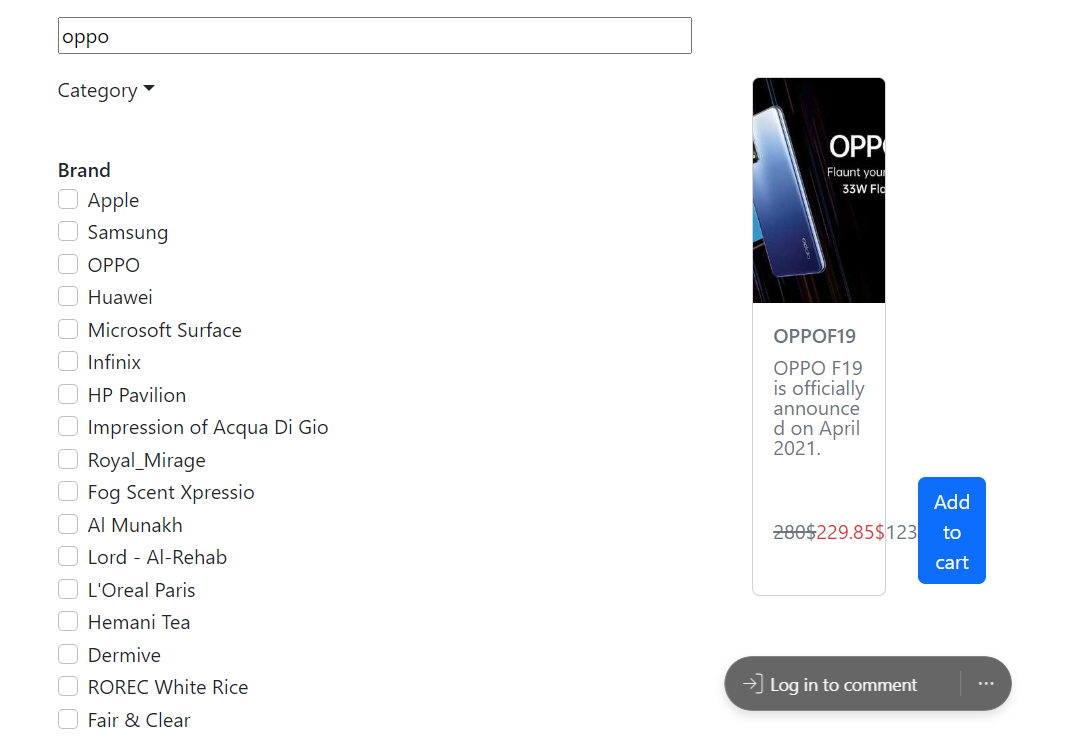 oppo
Category
Brand
Apple
Samsung
OPPO
Huawei
Microsoft Surface
Infinix
HP Pavilion
Impression of Acqua Di Gio
Royal_Mirage
Fog Scent Xpressio
Al Munakh
Lord - Al-Rehab
L'Oreal Paris
Hemani Tea
Dermive
ROREC White Rice
Fair & Clear
OPP
Flaunt your
33W Fla
oppo
OPPOF19
OPPO F19
is officially
announce
d on April
2021.
280$229.85$123
Add
to
cart
Log in to comment